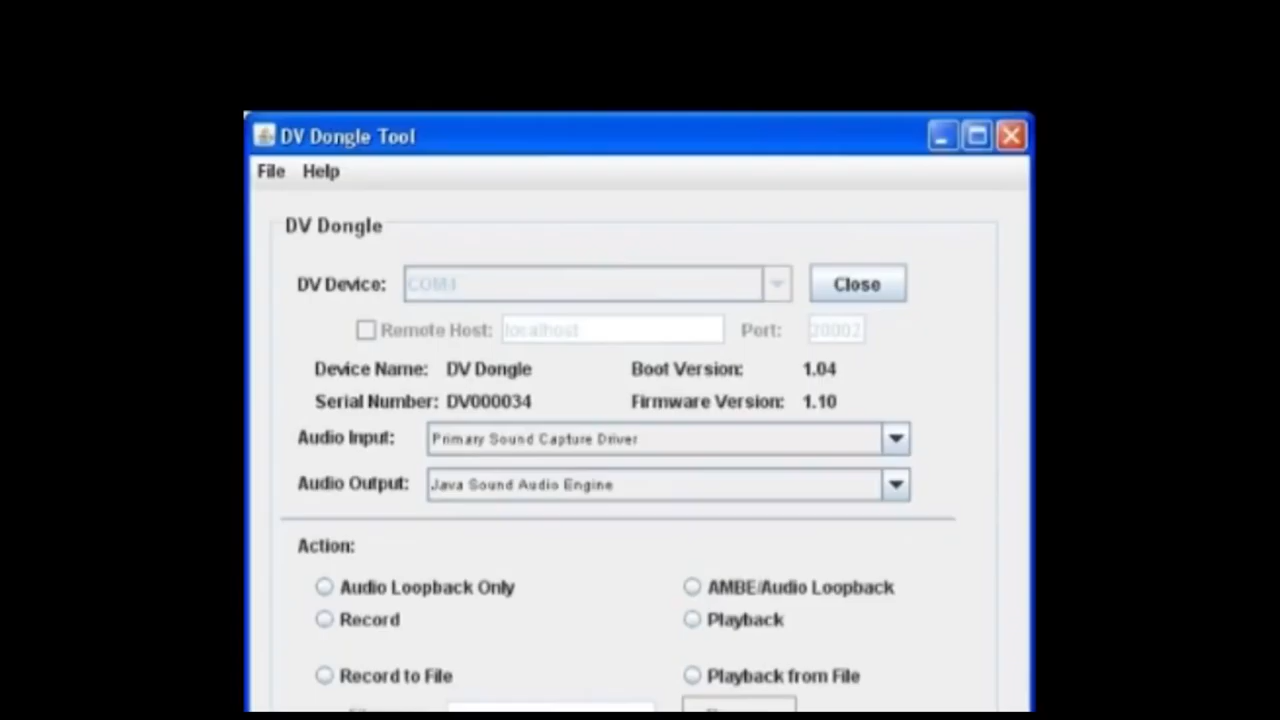 DV Dongle Tool
File Help
DV Dongle
DV Device: Close
Remote Host: localhost Port: 20002
Device Name: DV Dongle Boot Version: 1.04
Serial Number: DV000034 Firmware Version: 1.10
Audio Input: Primary Sound Capture Driver
Audio Output: Java Sound Audio Engine
Action:
Audio Loopback Only AMBE/Audio Loopback
Record Playback
Record to File Playback from File